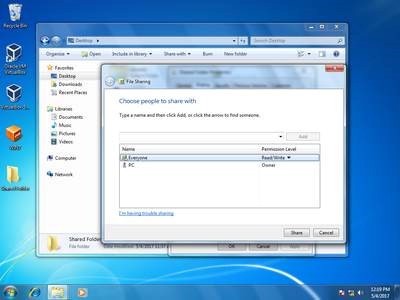 Recycle Bin
Desktop
Search Desktop
Organize
Open
Include in library
Share with
Burn
New folder
Oracle VM
VirtualBox
Favorites
Desktop
Downloads
Recent Places
Libraries
Documents
Music
Pictures
Videos
Computer
Network
Shared Folder
File Sharing
Choose people to share with
Type a name and then click Add, or click the arrow to find someone.
Add
Name
Permission Level
Everyone
Read/Write
PC
Owner
I'm having trouble sharing
Share
Cancel
Shared Folder
File folder
Date modified: 5/4/2017
OK
Cancel
Apply
12:19 PM
5/4/2017